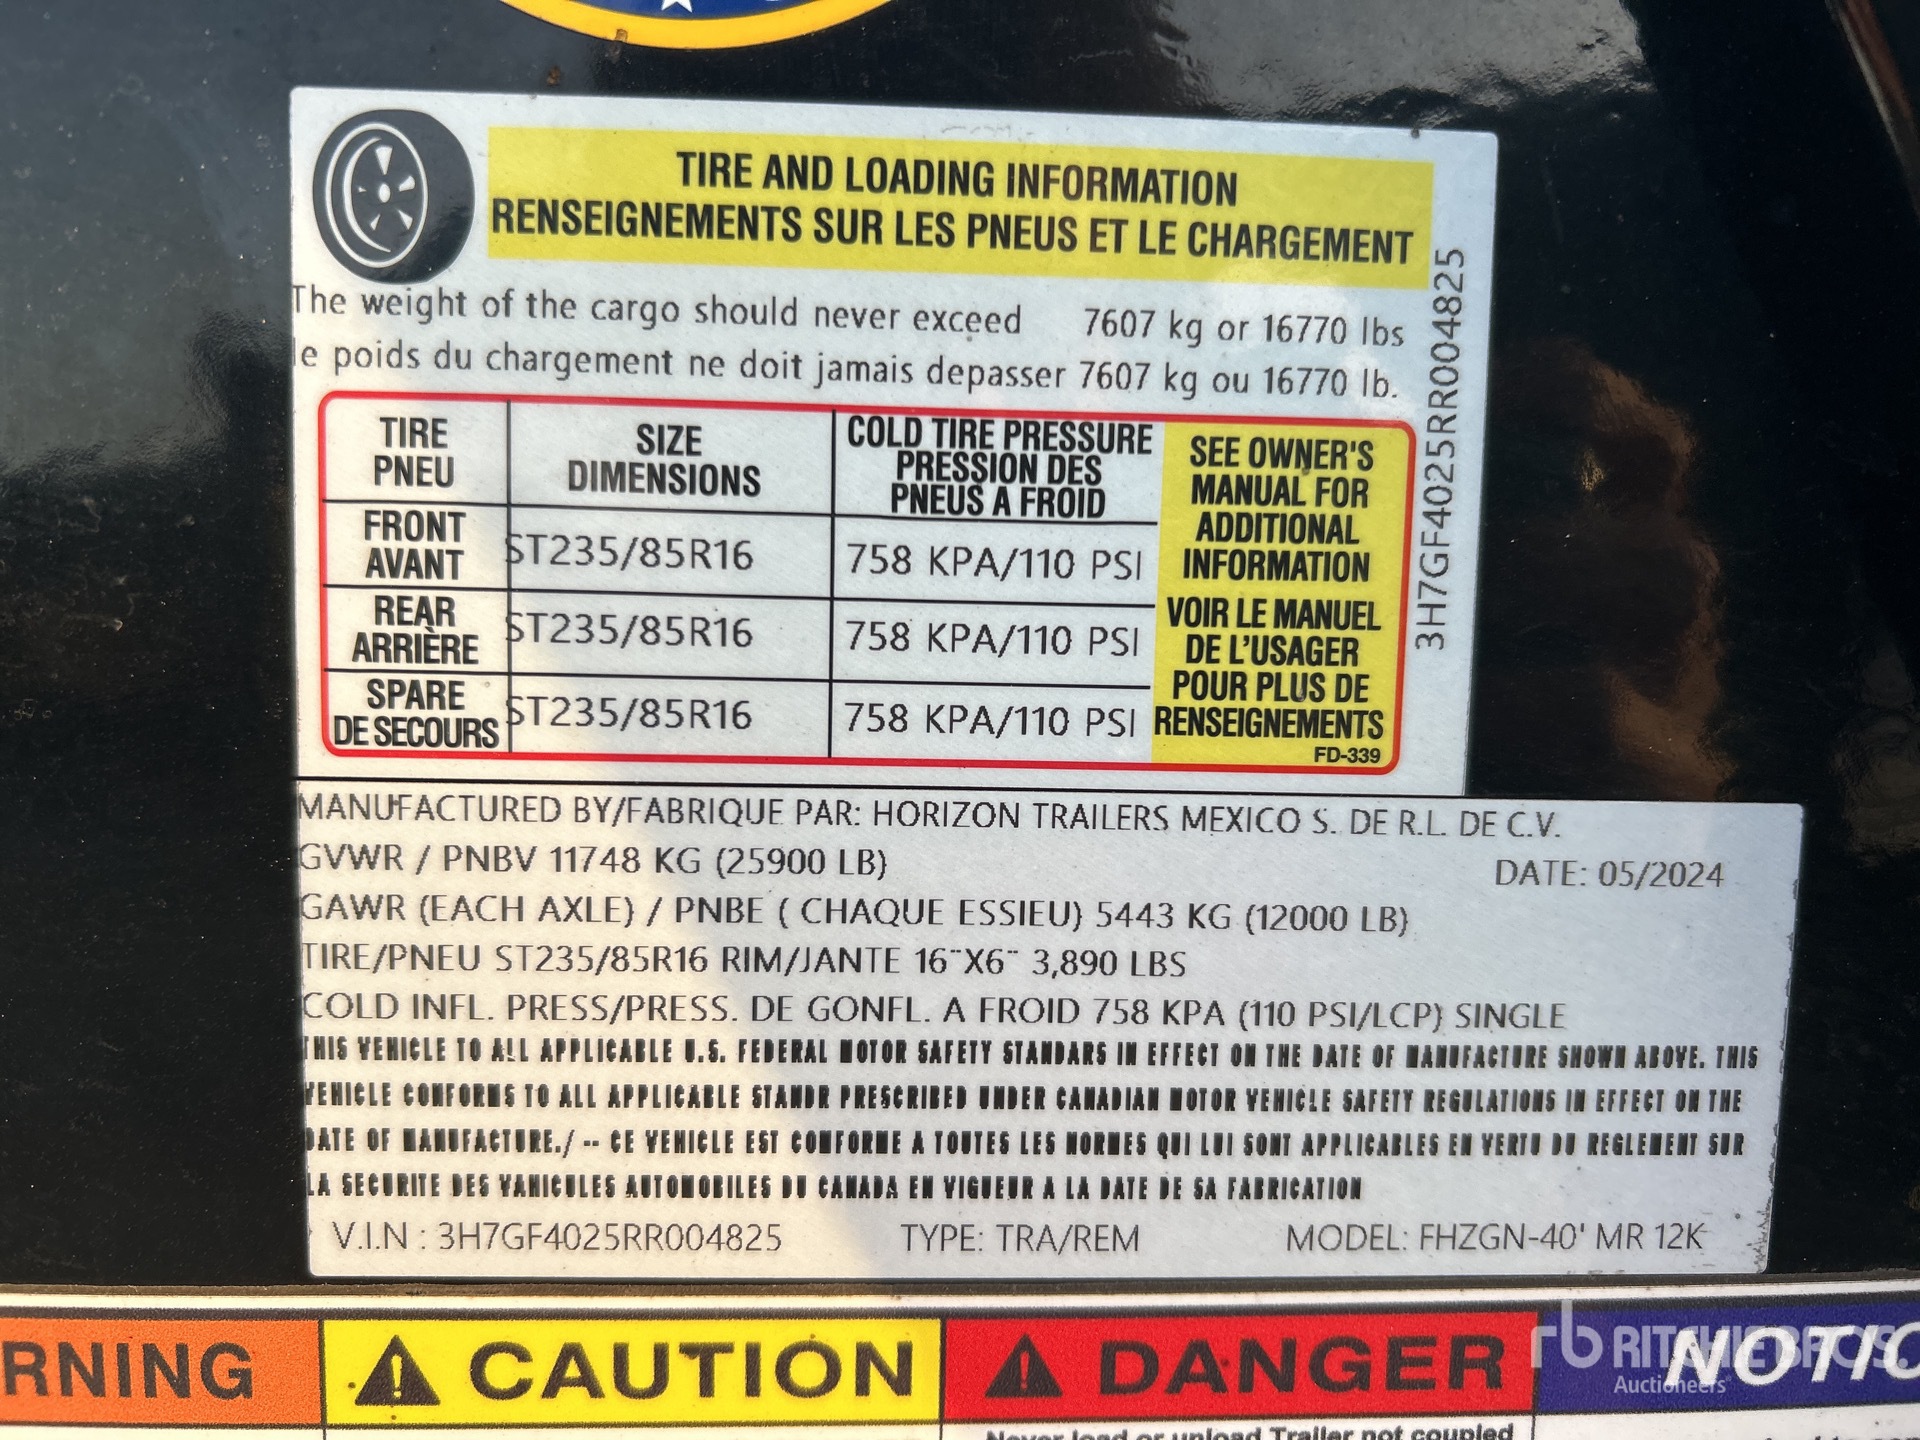 TIRE AND LOADING INFORMATION
RENSEIGNEMENTS SUR LES PNEUS ET LE CHARGEMENT
The weight of the cargo should never exceed 7607 kg or 16770 lbs
le poids du chargement ne doit jamais depasser 7607 kg ou 16770 lb.
3H7GF4025RR004825
TIRE PNEU
SIZE DIMENSIONS
COLD TIRE PRESSURE PRESSION DES PNEUS A FROID
FRONT AVANT
ST235/85R16
758 KPA/110 PSI
REAR ARRIÈRE
ST235/85R16
758 KPA/110 PSI
SPARE DE SECOURS
ST235/85R16
758 KPA/110 PSI
SEE OWNER'S
MANUAL FOR
ADDITIONAL
INFORMATION
VOIR LE MANUEL
DE L'USAGER
POUR PLUS DE
RENSEIGNEMENTS
FD-339
MANUFACTURED BY/FABRIQUE PAR: HORIZON TRAILERS MEXICO S. DE R.L. DE C.V.
GVWR / PNBV 11748 KG (25900 LB) DATE: 05/2024
GAWR (EACH AXLE) / PNBE ( CHAQUE ESSIEU) 5443 KG (12000 LB)
TIRE/PNEU ST235/85R16 RIM/JANTE 16¨X6¨ 3,890 LBS
COLD INFL. PRESS/PRESS. DE GONFL. A FROID 758 KPA (110 PSI/LCP) SINGLE
THIS VEHICLE TO ALL APPLICABLE U.S. FEDERAL MOTOR SAFETY STANDARS IN EFFECT ON THE DATE OF MANUFACTURE SHOWN ABOVE. THIS
VEHICLE CONFORMS TO ALL APPLICABLE STANDR PRESCRIBED UNDER CANADIAN MOTOR VEHICLE SAFETY REGULATIONS IN EFFECT ON THE
DATE OF MANUFACTURE./ -- CE VEHICLE EST CONFORME A TOUTES LES NORMES QUI LUI SONT APPLICABLES EN VERTU DU REGLEMENT SUR
LA SECURITE DES VAHICULES AUTOMOBILES DU CANADA EN VIGUEUR A LA DATE DE SA FABRICATION
V.I.N : 3H7GF4025RR004825 TYPE: TRA/REM MODEL: FHZGN-40' MR 12K
RNING
CAUTION
DANGER
NOTIC
rb RITCHIE BROS.
Auctioneers
Never load or unload Trailer not coupled